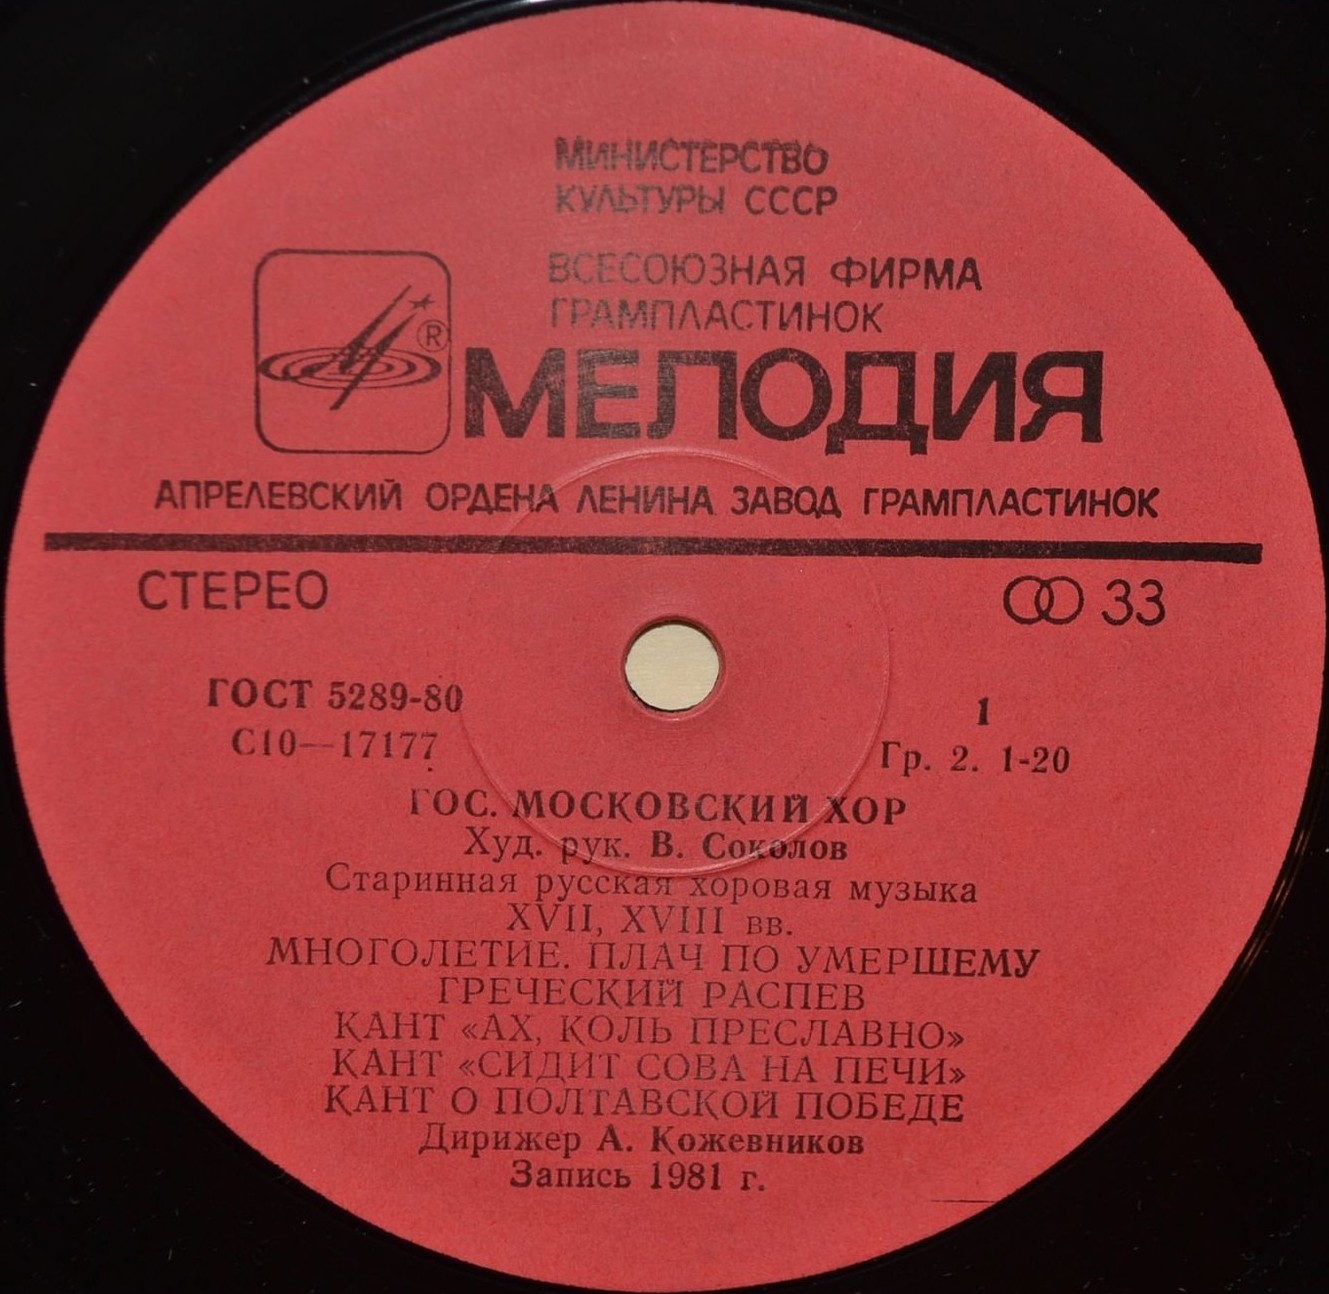 МИНИСТЕРСТВО
КУЛЬТУРЫ СССР
ВСЕСОЮЗНАЯ ФИРМА
ГРАМПЛАСТИНОК
®
МЕЛОДИЯ
АПРЕЛЕВСКИЙ ОРДЕНА ЛЕНИНА ЗАВОД ГРАМПЛАСТИНОК
СТЕРЕО
33
ГОСТ 5289-80
С10—17177
1
Гр. 2. 1-20
ГОС. МОСКОВСКИЙ ХОР
Худ. рук. В. Соколов
Старинная русская хоровая музыка
XVII, XVIII вв.
МНОГОЛЕТИЕ. ПЛАЧ ПО УМЕРШЕМУ
ГРЕЧЕСКИЙ РАСПЕВ
КАНТ «АХ, КОЛЬ ПРЕСЛАВНО»
КАНТ «СИДИТ СОВА НА ПЕЧИ»
КАНТ О ПОЛТАВСКОЙ ПОБЕДЕ
Дирижер А. Кожевников
Запись 1981 г.